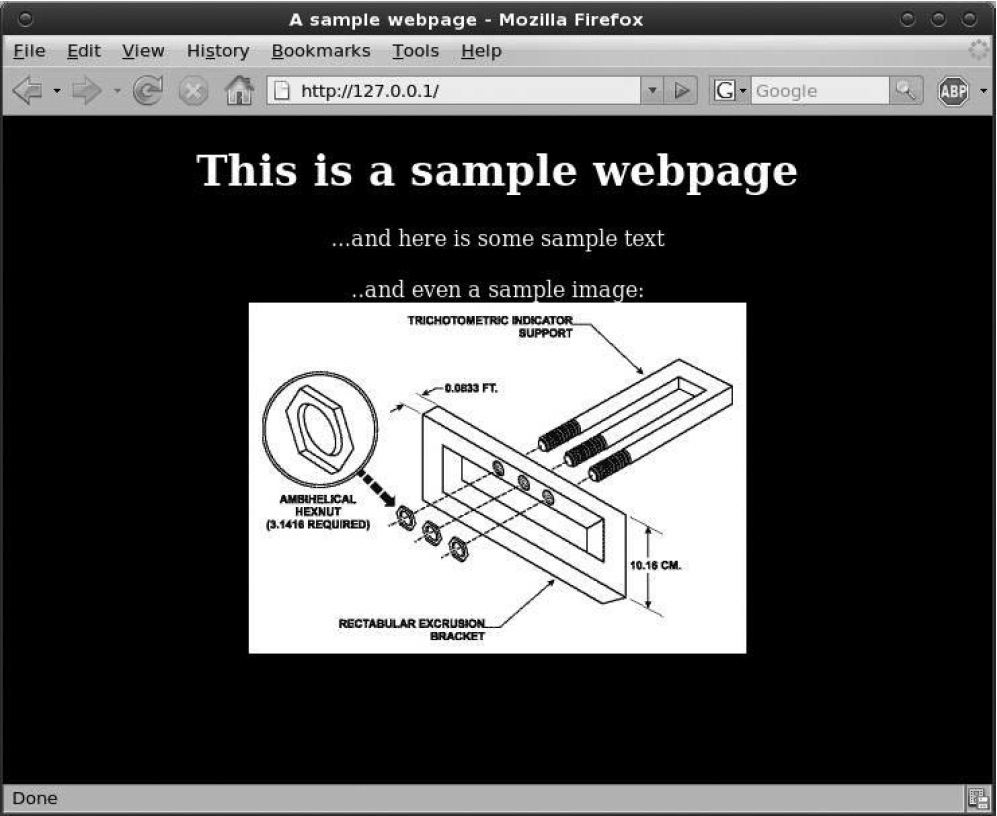 A sample webpage - Mozilla Firefox
File Edit View History Bookmarks Tools Help
http://127.0.0.1/ G Google ABP
This is a sample webpage
...and here is some sample text
..and even a sample image:
TRICHOTOMETRIC INDICATOR
SUPPORT
0.0833 FT.
AMBIHELICAL
HEXNUT
(3.1416 REQUIRED)
10.16 CM.
RECTABULAR EXCRUSION
BRACKET
Done